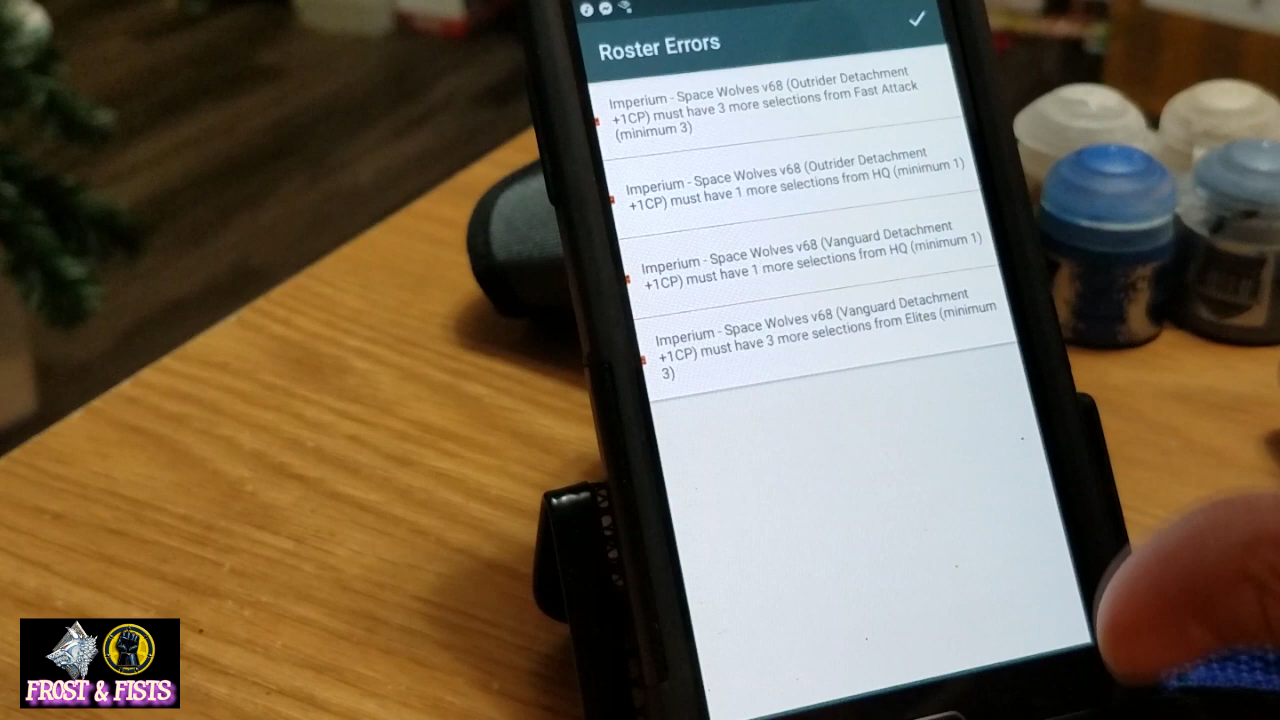 Roster Errors
Imperium - Space Wolves v68 (Outrider Detachment
+1CP) must have 3 more selections from Fast Attack
(minimum 3)
Imperium - Space Wolves v68 (Outrider Detachment
+1CP) must have 1 more selections from HQ (minimum 1)
Imperium - Space Wolves v68 (Vanguard Detachment
+1CP) must have 1 more selections from HQ (minimum 1)
Imperium - Space Wolves v68 (Vanguard Detachment
+1CP) must have 3 more selections from Elites (minimum
3)
FROST & FISTS